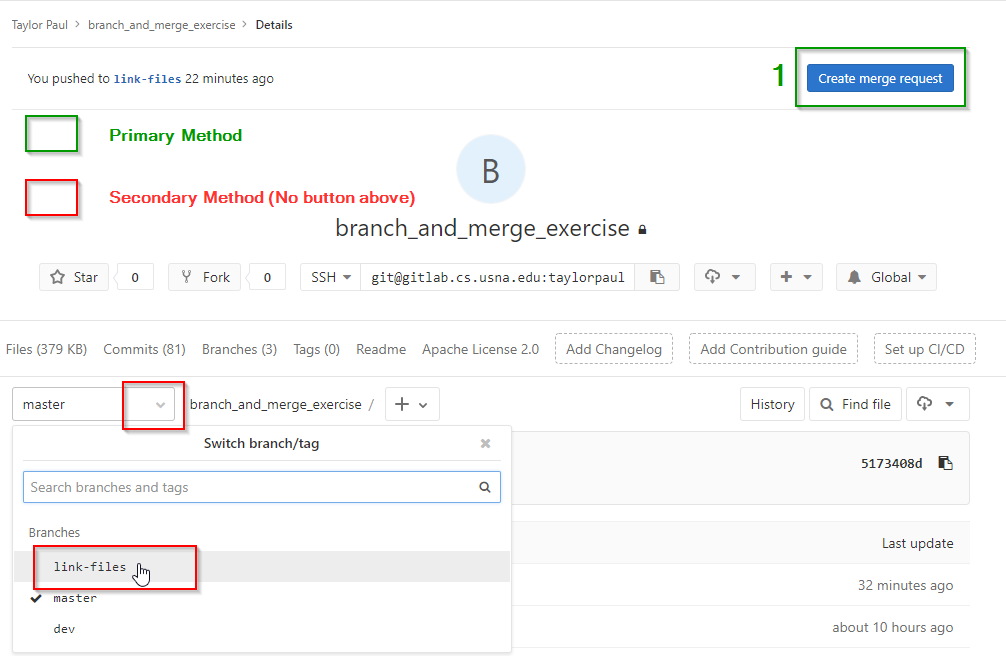 Taylor Paul > branch_and_merge_exercise > Details
You pushed to link-files 22 minutes ago
1
Create merge request
Primary Method
B
Secondary Method (No button above)
branch_and_merge_exercise
Star 0 Fork 0 SSH git@gitlab.cs.usna.edu:taylorpaul Global
Files (379 KB) Commits (81) Branches (3) Tags (0) Readme Apache License 2.0 Add Changelog Add Contribution guide Set up CI/CD
master branch_and_merge_exercise / + History Find file
Switch branch/tag
5173408d
Search branches and tags
Branches
Last update
link-files
32 minutes ago
master
dev
about 10 hours ago